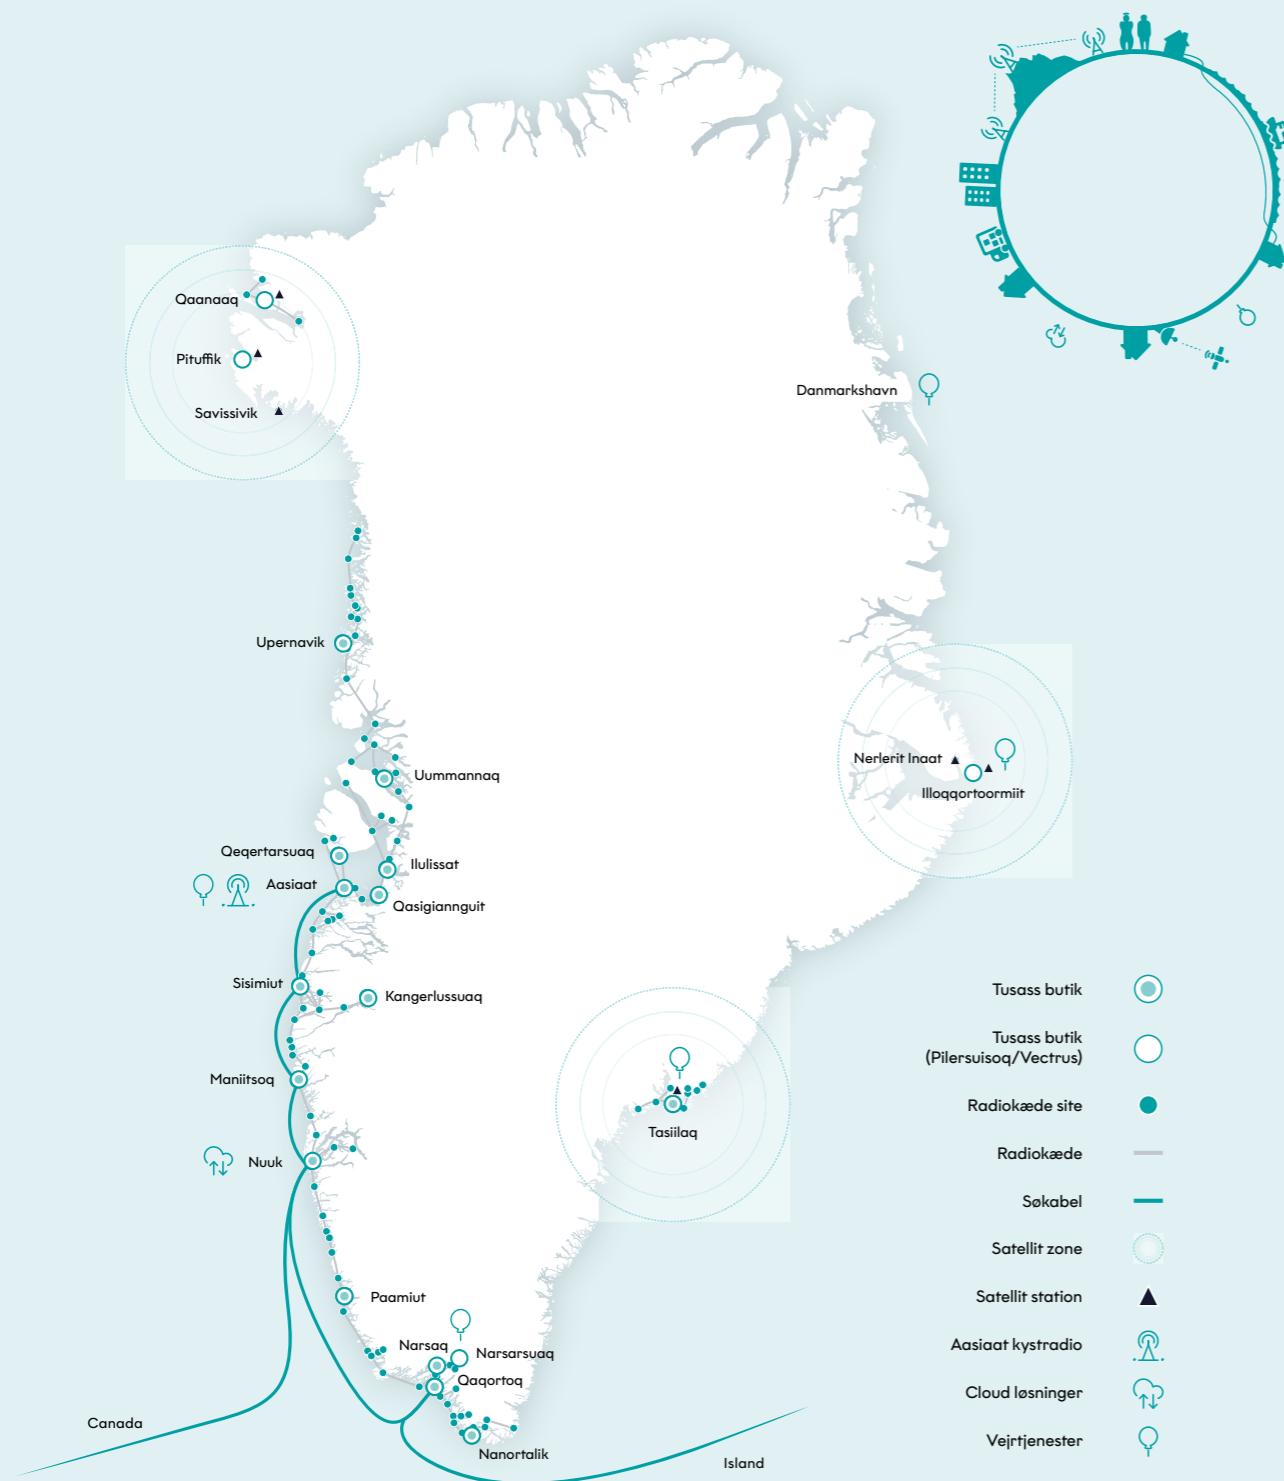 Qaanaaq
Pituffik
Savissivik
Danmarkshavn
Upernavik
Nerlerit Inaat
Illoqqortoormiit
Uummannaq
Qeqertarsuaq
Ilulissat
Aasiaat
Qasigiannguit
Sisimiut
Kangerlussuaq
Maniitsoq
Tasiilaq
Nuuk
Paamiut
Narsaq
Narsarsuaq
Qaqortoq
Nanortalik
Canada
Island
Tusass butik
Tusass butik
(Pilersuisoq/Vectrus)
Radiokæde site
Radiokæde
Søkabel
Satellit zone
Satellit station
Aasiaat kystradio
Cloud løsninger
Vejrtjenester